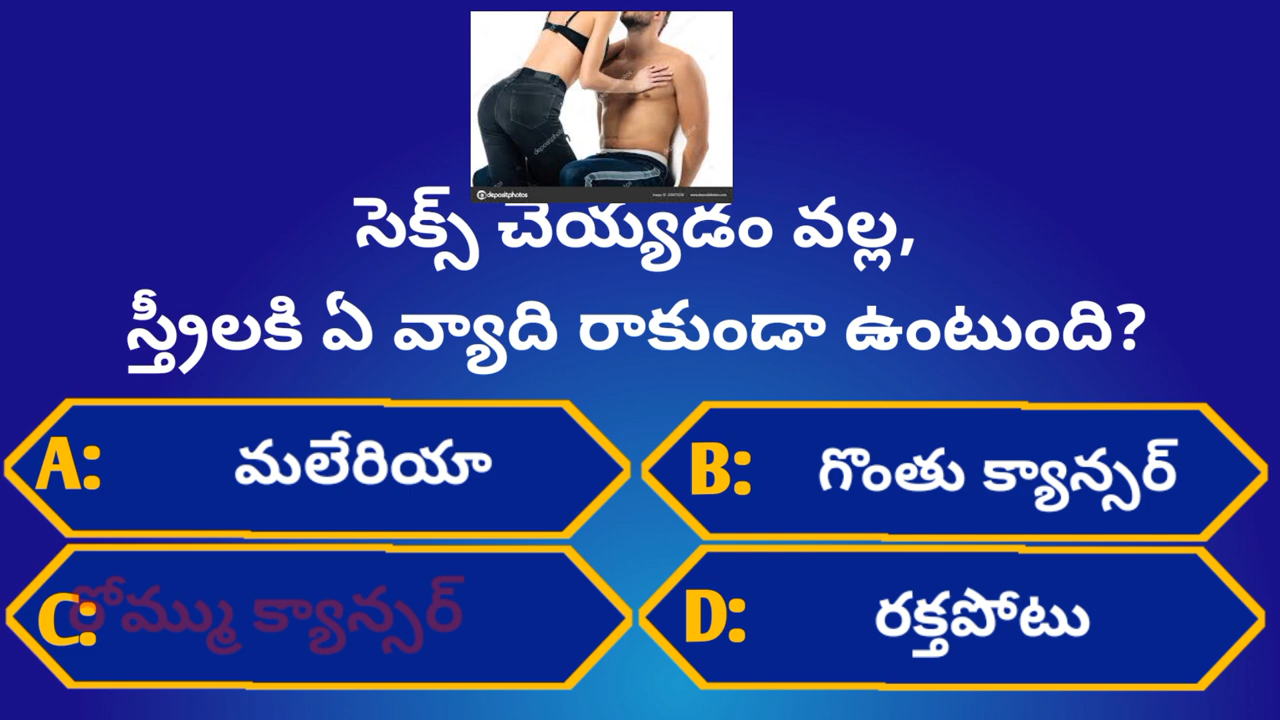 depositphotos
సెక్స్ చెయ్యడం వల్ల,
స్త్రీలకి ఏ వ్యాది రాకుండా ఉంటుంది?
A: మలేరియా
B: గొంతు క్యాన్సర్
C: రోమ్ము క్యాన్సర్
D: రక్తపోటు